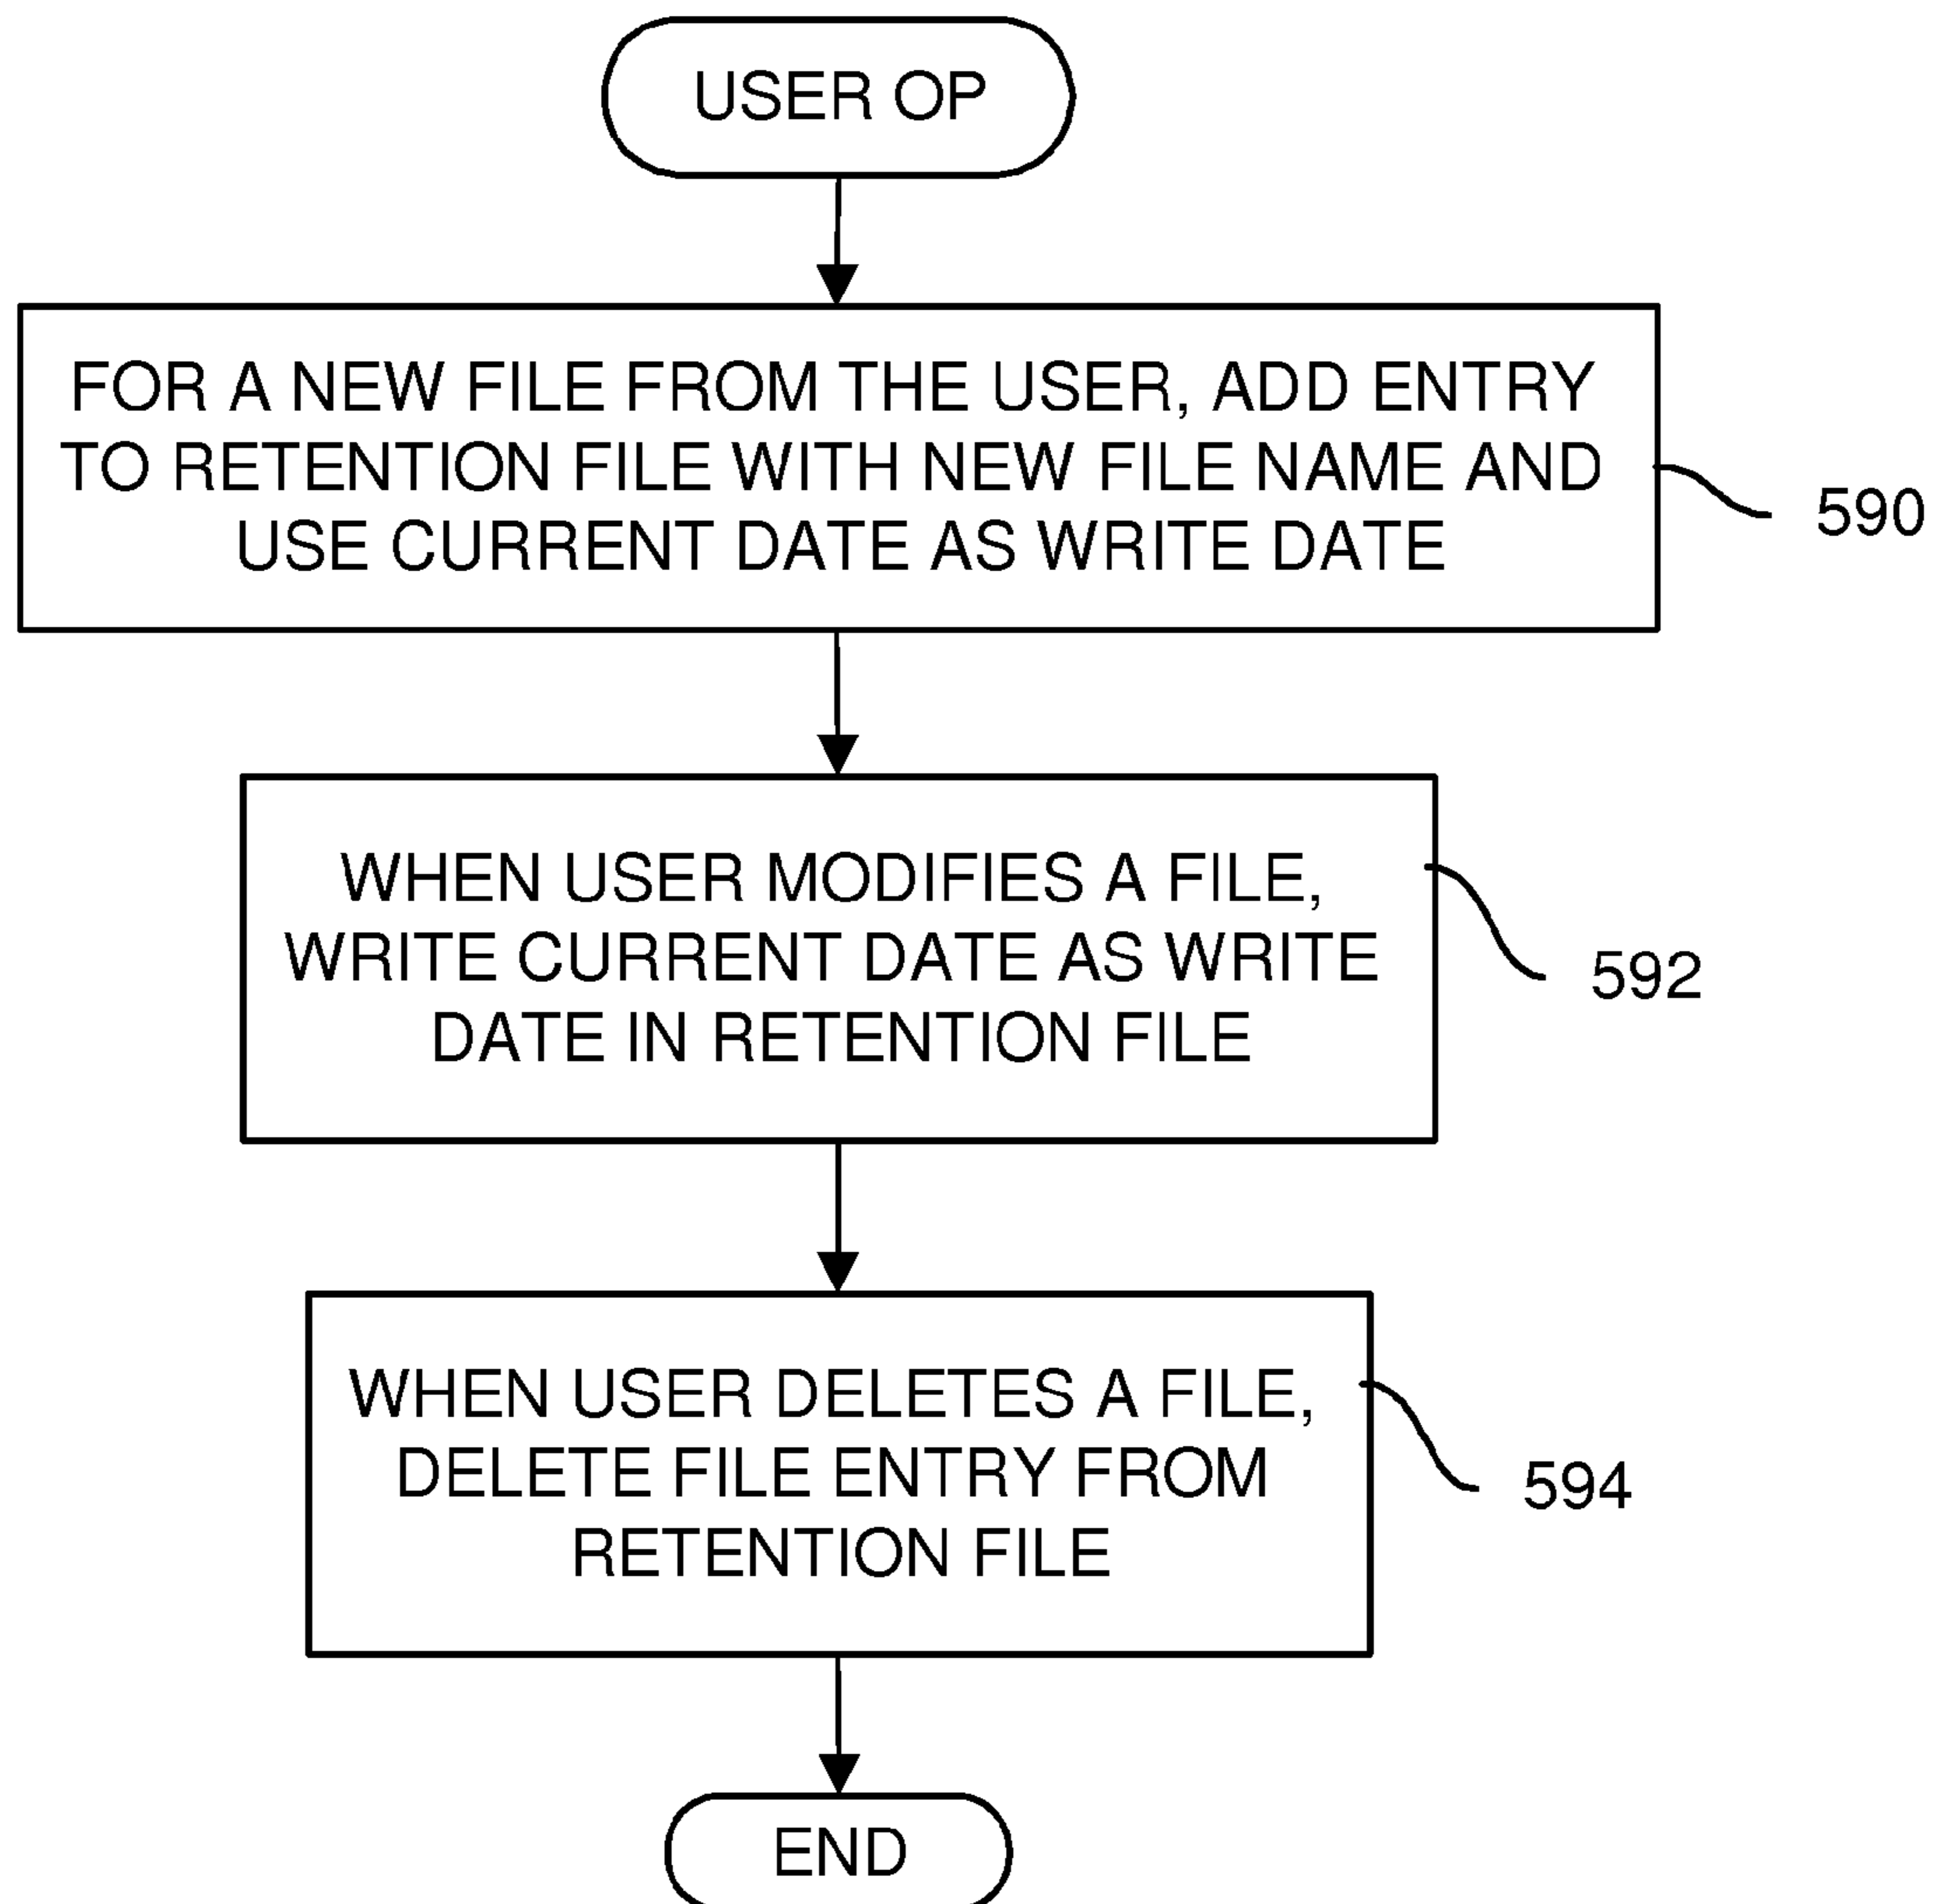 USER OP
FOR A NEW FILE FROM THE USER, ADD ENTRY
TO RETENTION FILE WITH NEW FILE NAME AND
USE CURRENT DATE AS WRITE DATE
590
WHEN USER MODIFIES A FILE,
WRITE CURRENT DATE AS WRITE
DATE IN RETENTION FILE
592
WHEN USER DELETES A FILE,
DELETE FILE ENTRY FROM
RETENTION FILE
594
END